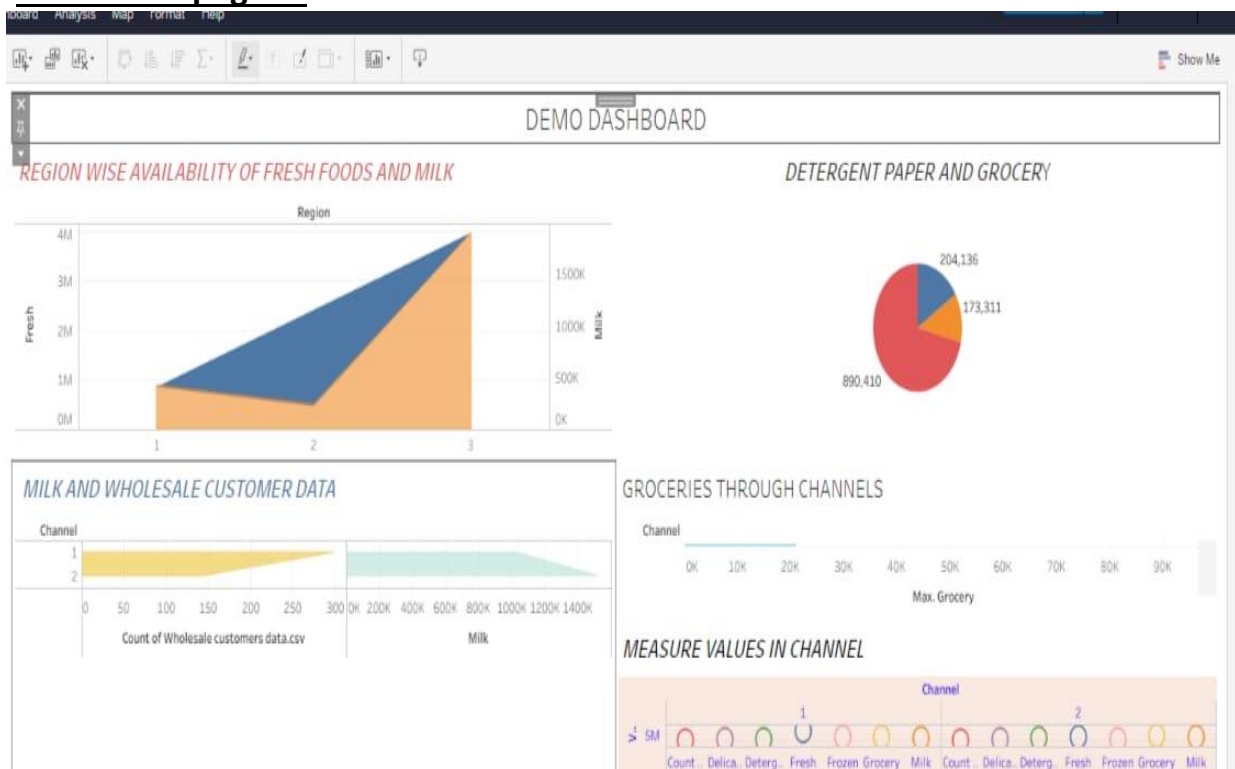 Analysis Map Format Help
Show Me
DEMO DASHBOARD
REGION WISE AVAILABILITY OF FRESH FOODS AND MILK
Region
Fresh
4M
3M
2M
1M
0M
1500K
1000K
500K
0K
Milk
1 2 3
DETERGENT PAPER AND GROCERY
204,136
173,311
890,410
MILK AND WHOLESALE CUSTOMER DATA
Channel
1
2
0 50 100 150 200 250 300 0K 200K 400K 600K 800K 1000K 1200K 1400K
Count of Wholesale customers data.csv Milk
GROCERIES THROUGH CHANNELS
Channel
0K 10K 20K 30K 40K 50K 60K 70K 80K 90K
Max. Grocery
MEASURE VALUES IN CHANNEL
Channel
1 2
V.. 5M
Count .. Delica.. Deterg.. Fresh Frozen Grocery Milk Count .. Delica.. Deterg.. Fresh Frozen Grocery Milk